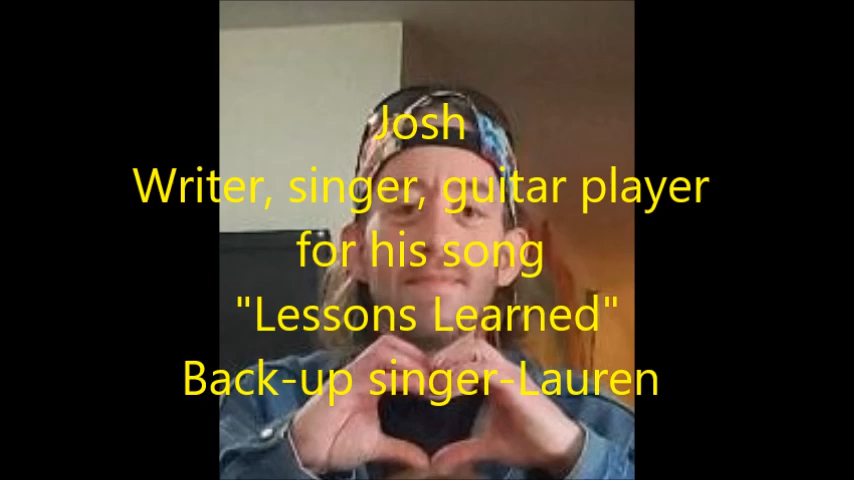 Josh
Writer, singer, guitar player
for his song
"Lessons Learned"
Back-up singer-Lauren